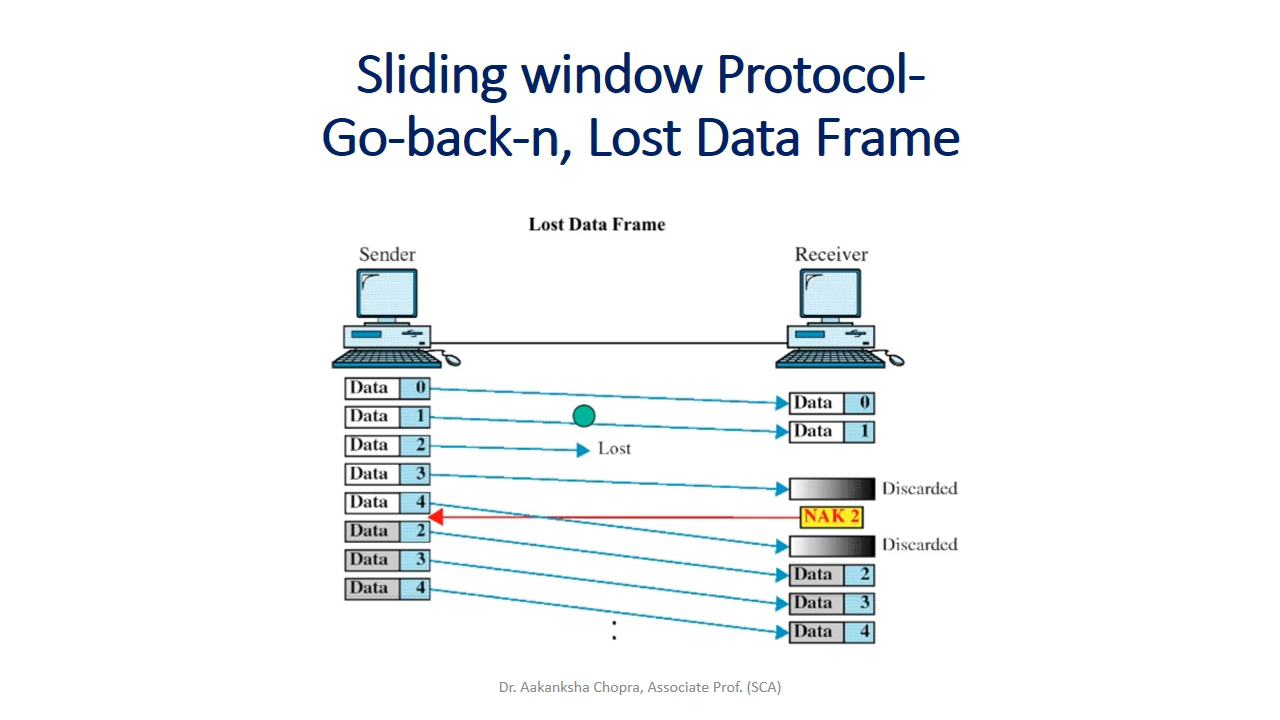 Sliding window Protocol-
Go-back-n, Lost Data Frame
Lost Data Frame
Sender
Receiver
Data 0
Data 0
Data 1
Data 1
Data 2
Lost
Data 3
Discarded
Data 4
NAK 2
Data 2
Discarded
Data 3
Data 2
Data 4
Data 3
Data 4
Dr. Aakanksha Chopra, Associate Prof. (SCA)